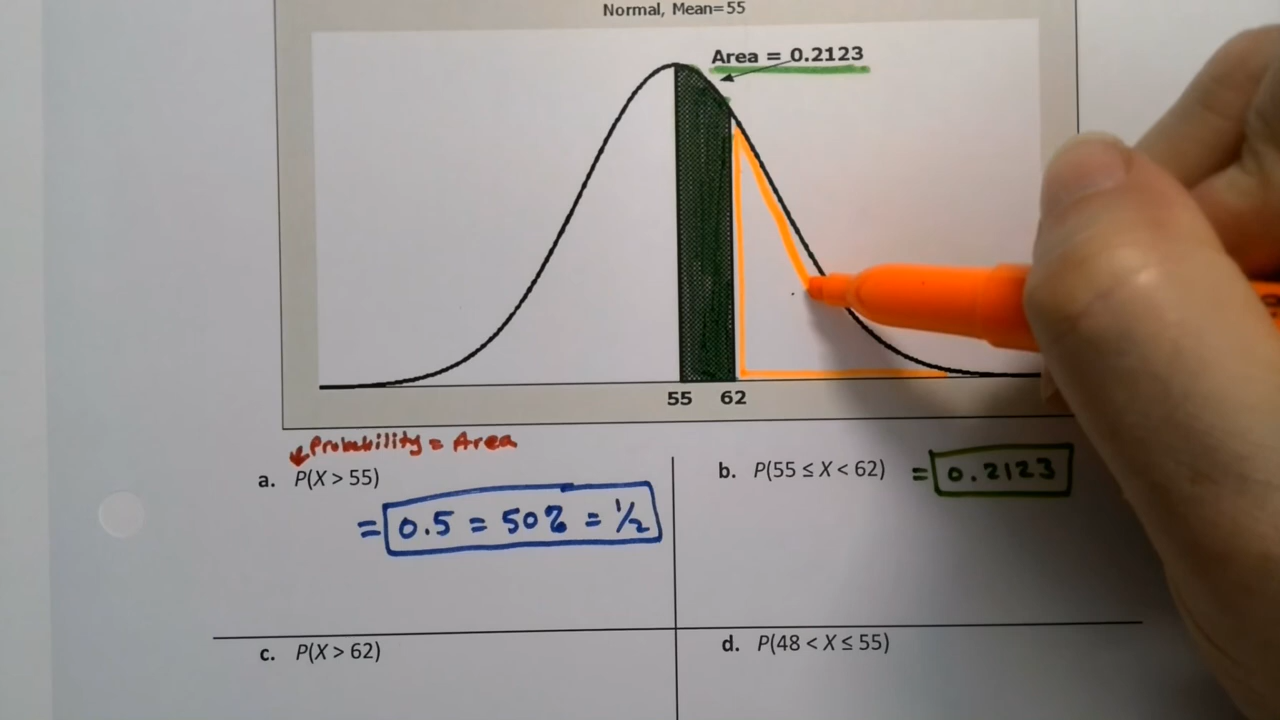 Normal, Mean=55
Area = 0.2123
55 62
Probability = Area
a. P(X > 55)
= 0.5 = 50% = 1/2
b. P(55 ≤ X < 62) = 0.2123
c. P(X > 62)
d. P(48 < X ≤ 55)